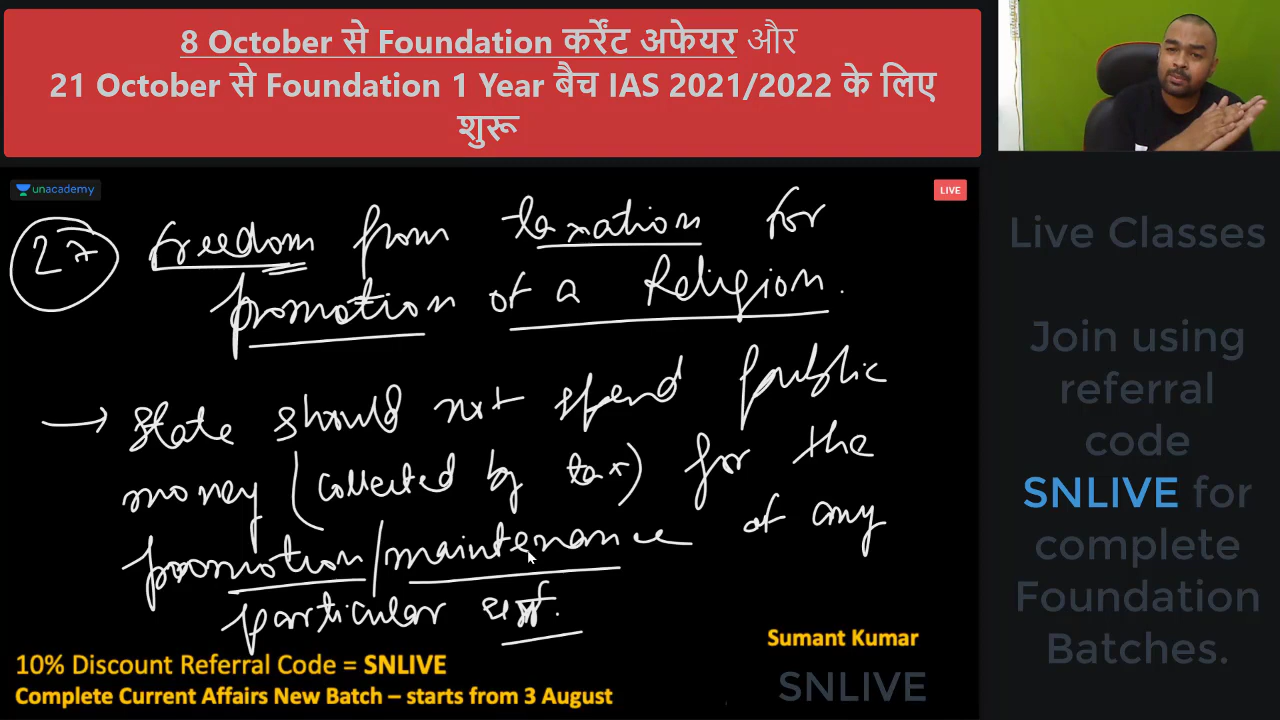 8 October से Foundation करेंट अफेयर और
21 October से Foundation 1 Year बैच IAS 2021/2022 के लिए
शुरू
unacademy
LIVE
27 freedom from taxation for
promotion of a Religion.
→ State should not spend public
money (collected by tax) for the
promotion/maintenance of any
particular
Sumant Kumar
SNLIVE
10% Discount Referral Code = SNLIVE
Complete Current Affairs New Batch – starts from 3 August
Live Classes
Join using
referral
code
SNLIVE for
complete
Foundation
Batches.